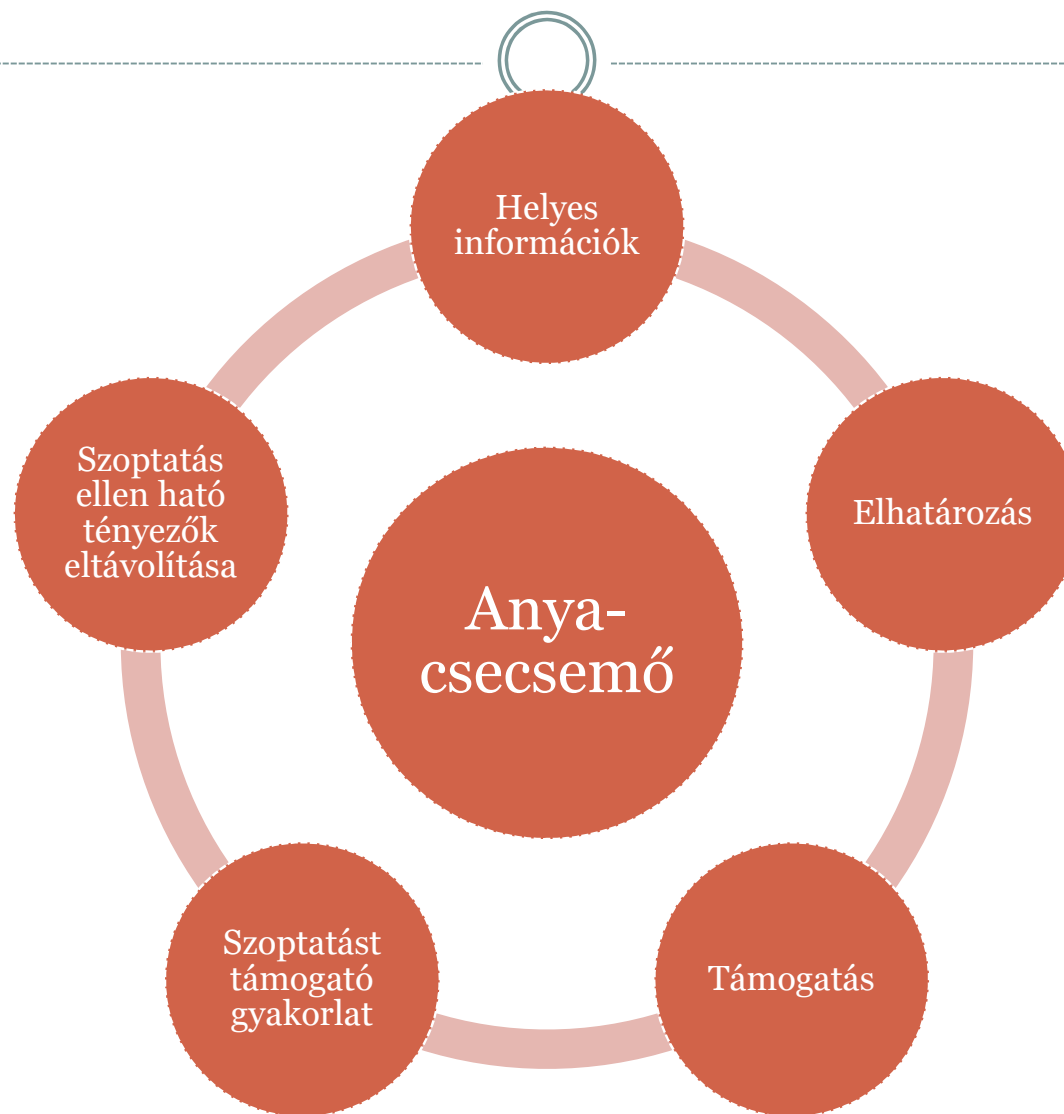 Helyes
információk
Elhatározás
Támogatás
Szoptatást
támogató
gyakorlat
Szoptatás
ellen ható
tényezők
eltávolítása
Anya-
csecsemő